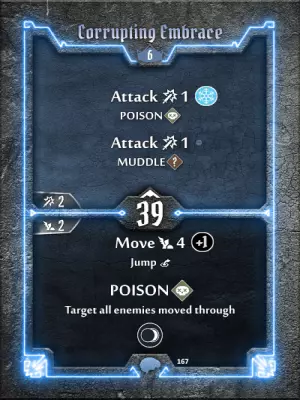 Corrupting Embrace
6
Attack 1
POISON
Attack 1
MUDDLE ?
2
39
2
Move 4 +1
Jump
POISON
Target all enemies moved through
167